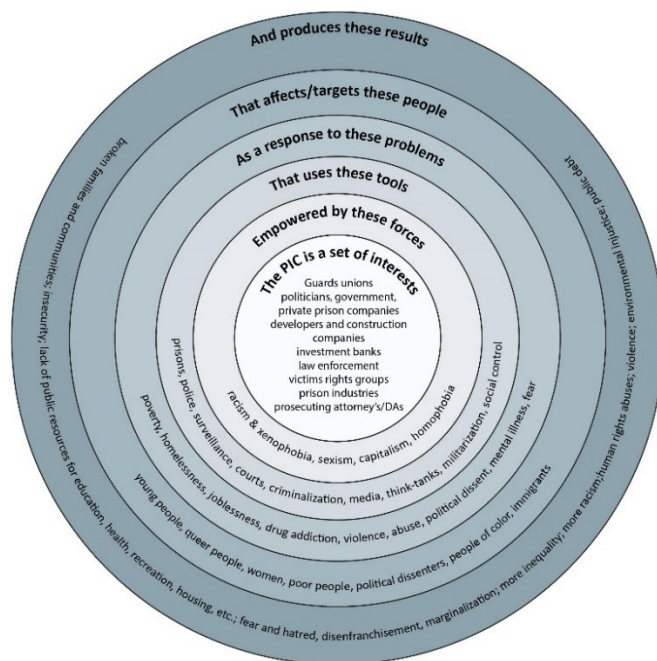 And produces these results
That affects/targets these people
As a response to these problems
That uses these tools
Empowered by these forces
The PIC is a set of interests
Guards unions
politicians, government,
private prison companies
developers and construction
companies
investment banks
law enforcement
victims rights groups
prison industries
prosecuting attorney's/DAs
racism & xenophobia, sexism, capitalism, homophobia
prisons, police, surveillance, courts, criminalization, media, think-tanks, militarization, social control
poverty, homelessness, joblessness, drug addiction, violence, abuse, political dissent, mental illness, fear
young people, queer people, women, poor people, political dissenters, people of color, immigrants
broken families and communities; insecurity; lack of public resources for education, health, recreation, housing, etc.; fear and hatred, disenfranchisement, marginalization; more inequality; more racism;human rights abuses; violence; environmental injustice; public debt